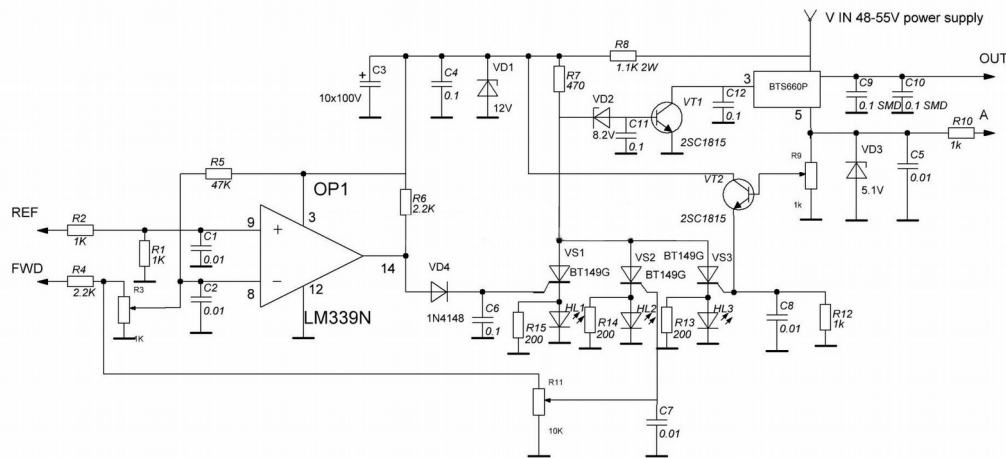 V IN 48-55V power supply
R8
1.1K 2W
OUT
C3
+
10x100V
C4
0.1
VD1
12V
R7
470
VD2
8.2V
C11
0.1
VT1
2SC1815
C12
0.1
3
BTS660P
5
C9
0.1 SMD
C10
0.1 SMD
R10
1k
A
R5
47K
OP1
R6
2.2K
VT2
2SC1815
R9
1k
VD3
5.1V
C5
0.01
REF
R2
1K
R1
1K
C1
0.01
9
+
3
14
FWD
R4
2.2K
R3
1K
C2
0.01
8
−
12
LM339N
VD4
1N4148
C6
0.1
VS1
BT149G
VS2
BT149G
BT149G
VS3
R15
200
HL1
R14
200
HL2
R13
200
HL3
C8
0.01
R12
1k
R11
10K
C7
0.01